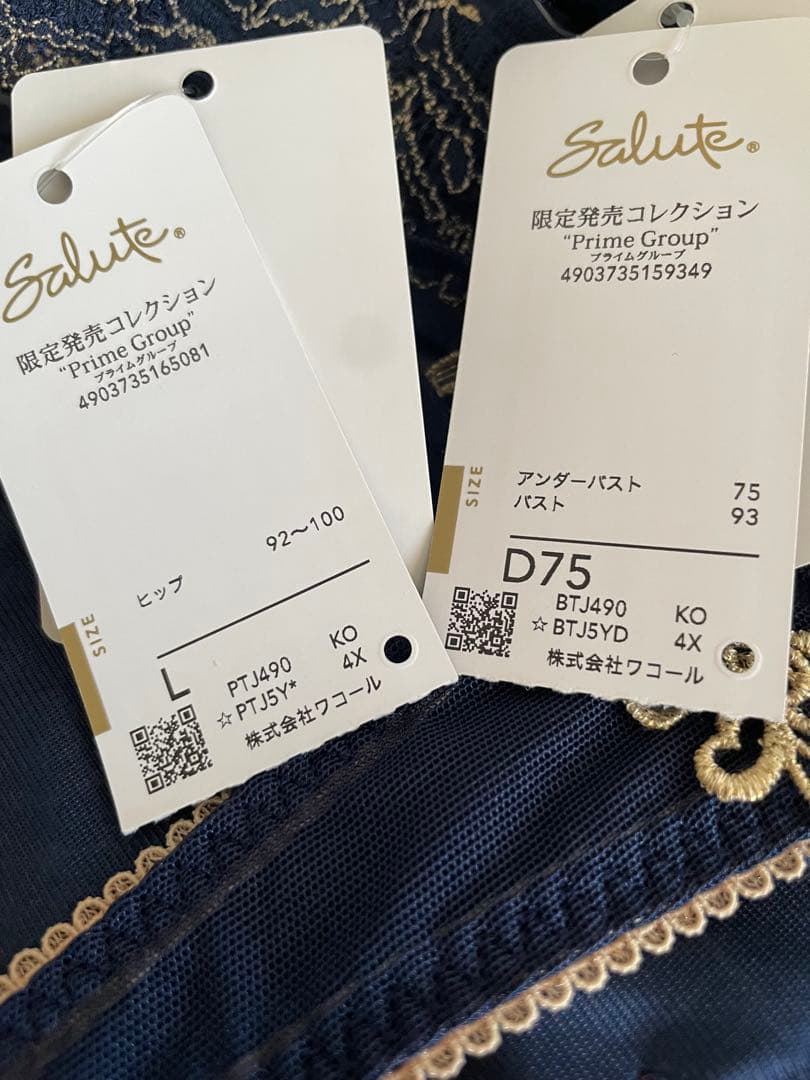 Salute®
限定発売コレクション
“Prime Group”
プライムグループ
4903735165081
ヒップ 92〜100
SIZE
L
PTJ490 KO
☆PTJ5Y* 4X
株式会社ワコール
Salute®
限定発売コレクション
“Prime Group”
プライムグループ
4903735159349
SIZE
アンダーバスト 75
バスト 93
D75
BTJ490 KO
☆BTJ5YD 4X
株式会社ワコール